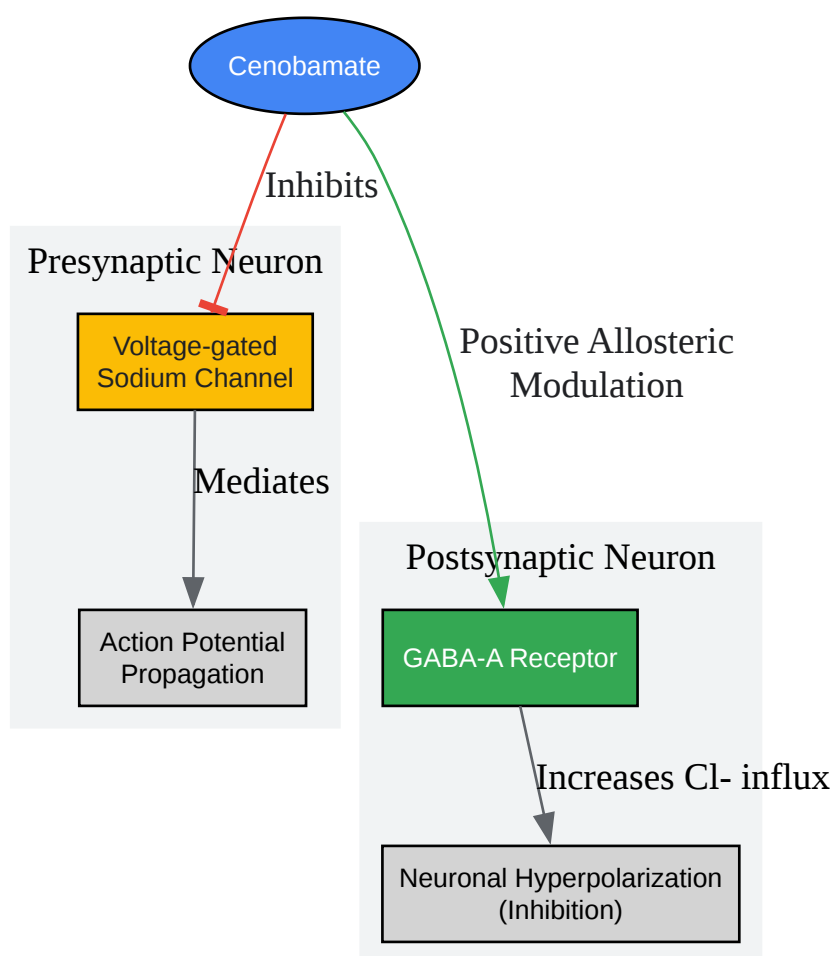 Cenobamate
Inhibits
Presynaptic Neuron
Voltage-gated
Sodium Channel
Positive Allosteric
Modulation
Mediates
Postsynaptic Neuron
Action Potential
Propagation
GABA-A Receptor
Increases Cl- influx
Neuronal Hyperpolarization
(Inhibition)